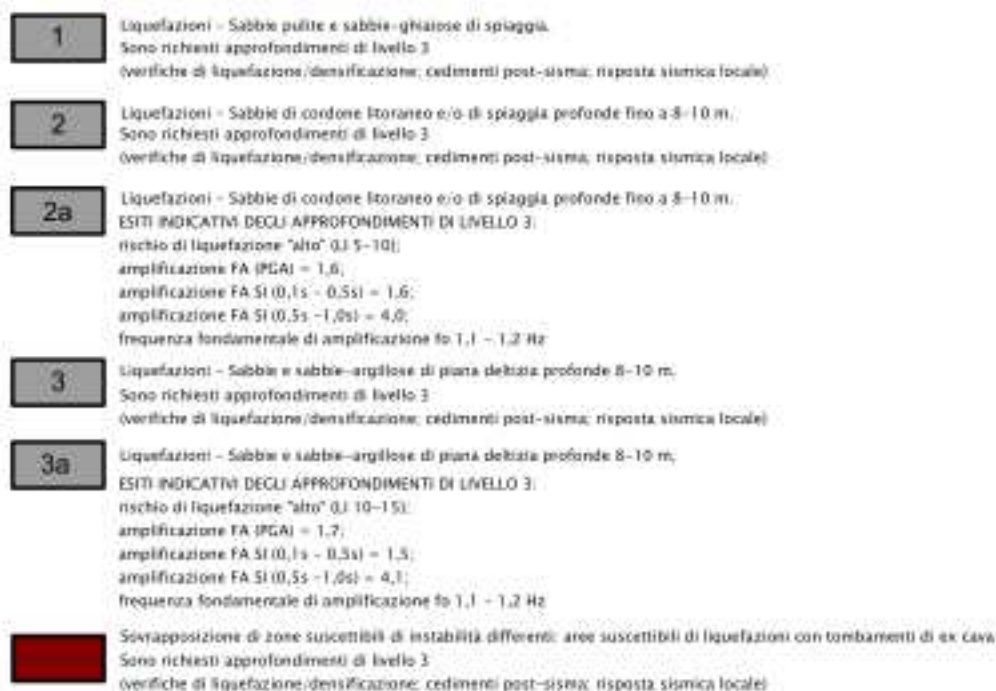 1
Liquefazioni - Sabbie pulite e sabbie-ghiaiose di spiaggia.
Sono richiesti approfondimenti di livello 3
(verifiche di liquefazione/densificazione; cedimenti post-sisma; risposta sismica locale)
2
Liquefazioni - Sabbie di cordone litoraneo e/o di spiaggia profonde fino a 8-10 m.
Sono richiesti approfondimenti di livello 3
(verifiche di liquefazione/densificazione; cedimenti post-sisma; risposta sismica locale)
2a
Liquefazioni - Sabbie di cordone litoraneo e/o di spiaggia profonde fino a 8-10 m.
ESITI INDICATIVI DEGLI APPROFONDIMENTI DI LIVELLO 3:
rischio di liquefazione "alto" (LI 5-10);
amplificazione FA (PGA) = 1,6;
amplificazione FA SI (0,1s - 0,5s) = 1,6;
amplificazione FA SI (0,5s -1,0s) = 4,0;
frequenza fondamentale di amplificazione fo 1,1 - 1,2 Hz
3
Liquefazioni - Sabbie e sabbie-argillose di piana deltizia profonde 8-10 m.
Sono richiesti approfondimenti di livello 3
(verifiche di liquefazione/densificazione; cedimenti post-sisma; risposta sismica locale)
3a
Liquefazioni - Sabbie e sabbie-argillose di piana deltizia profonde 8-10 m.
ESITI INDICATIVI DEGLI APPROFONDIMENTI DI LIVELLO 3:
rischio di liquefazione "alto" (LI 10-15);
amplificazione FA (PGA) = 1,7;
amplificazione FA SI (0,1s - 0,5s) = 1,5;
amplificazione FA SI (0,5s -1,0s) = 4,1;
frequenza fondamentale di amplificazione fo 1,1 - 1,2 Hz
Sovrapposizione di zone suscettibili di instabilità differenti: aree suscettibili di liquefazioni con tombamenti di ex cava
Sono richiesti approfondimenti di livello 3
(verifiche di liquefazione/densificazione; cedimenti post-sisma; risposta sismica locale)